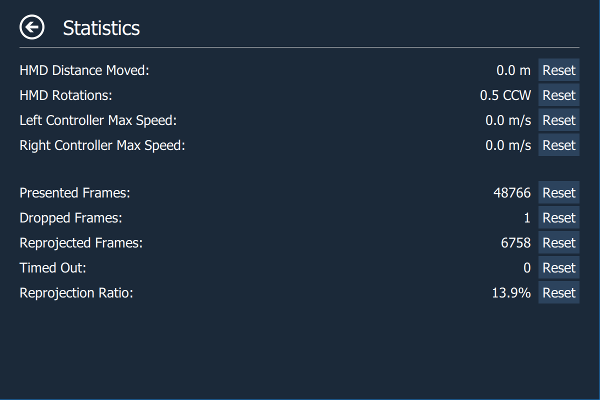 Statistics
HMD Distance Moved: 0.0 m Reset
HMD Rotations: 0.5 CCW Reset
Left Controller Max Speed: 0.0 m/s Reset
Right Controller Max Speed: 0.0 m/s Reset
Presented Frames: 48766 Reset
Dropped Frames: 1 Reset
Reprojected Frames: 6758 Reset
Timed Out: 0 Reset
Reprojection Ratio: 13.9% Reset